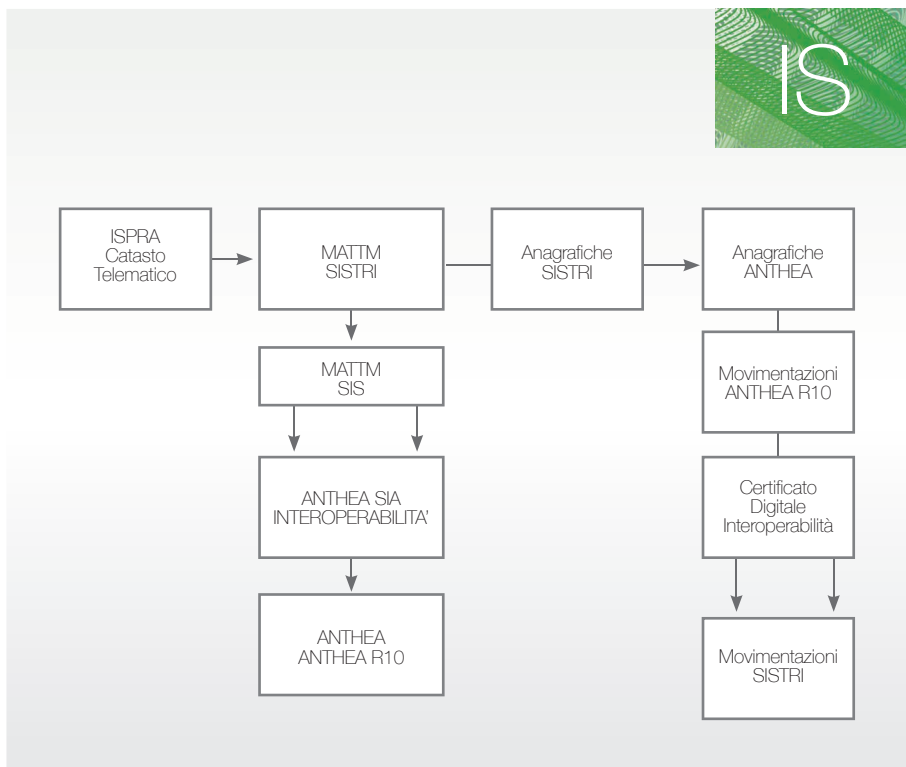 IS
ISPRA
Catasto
Telematico
MATTM
SISTRI
Anagrafiche
SISTRI
Anagrafiche
ANTHEA
MATTM
SIS
Movimentazioni
ANTHEA R10
ANTHEA SIA
INTEROPERABILITA'
Certificato
Digitale
Interoperabilità
ANTHEA
ANTHEA R10
Movimentazioni
SISTRI